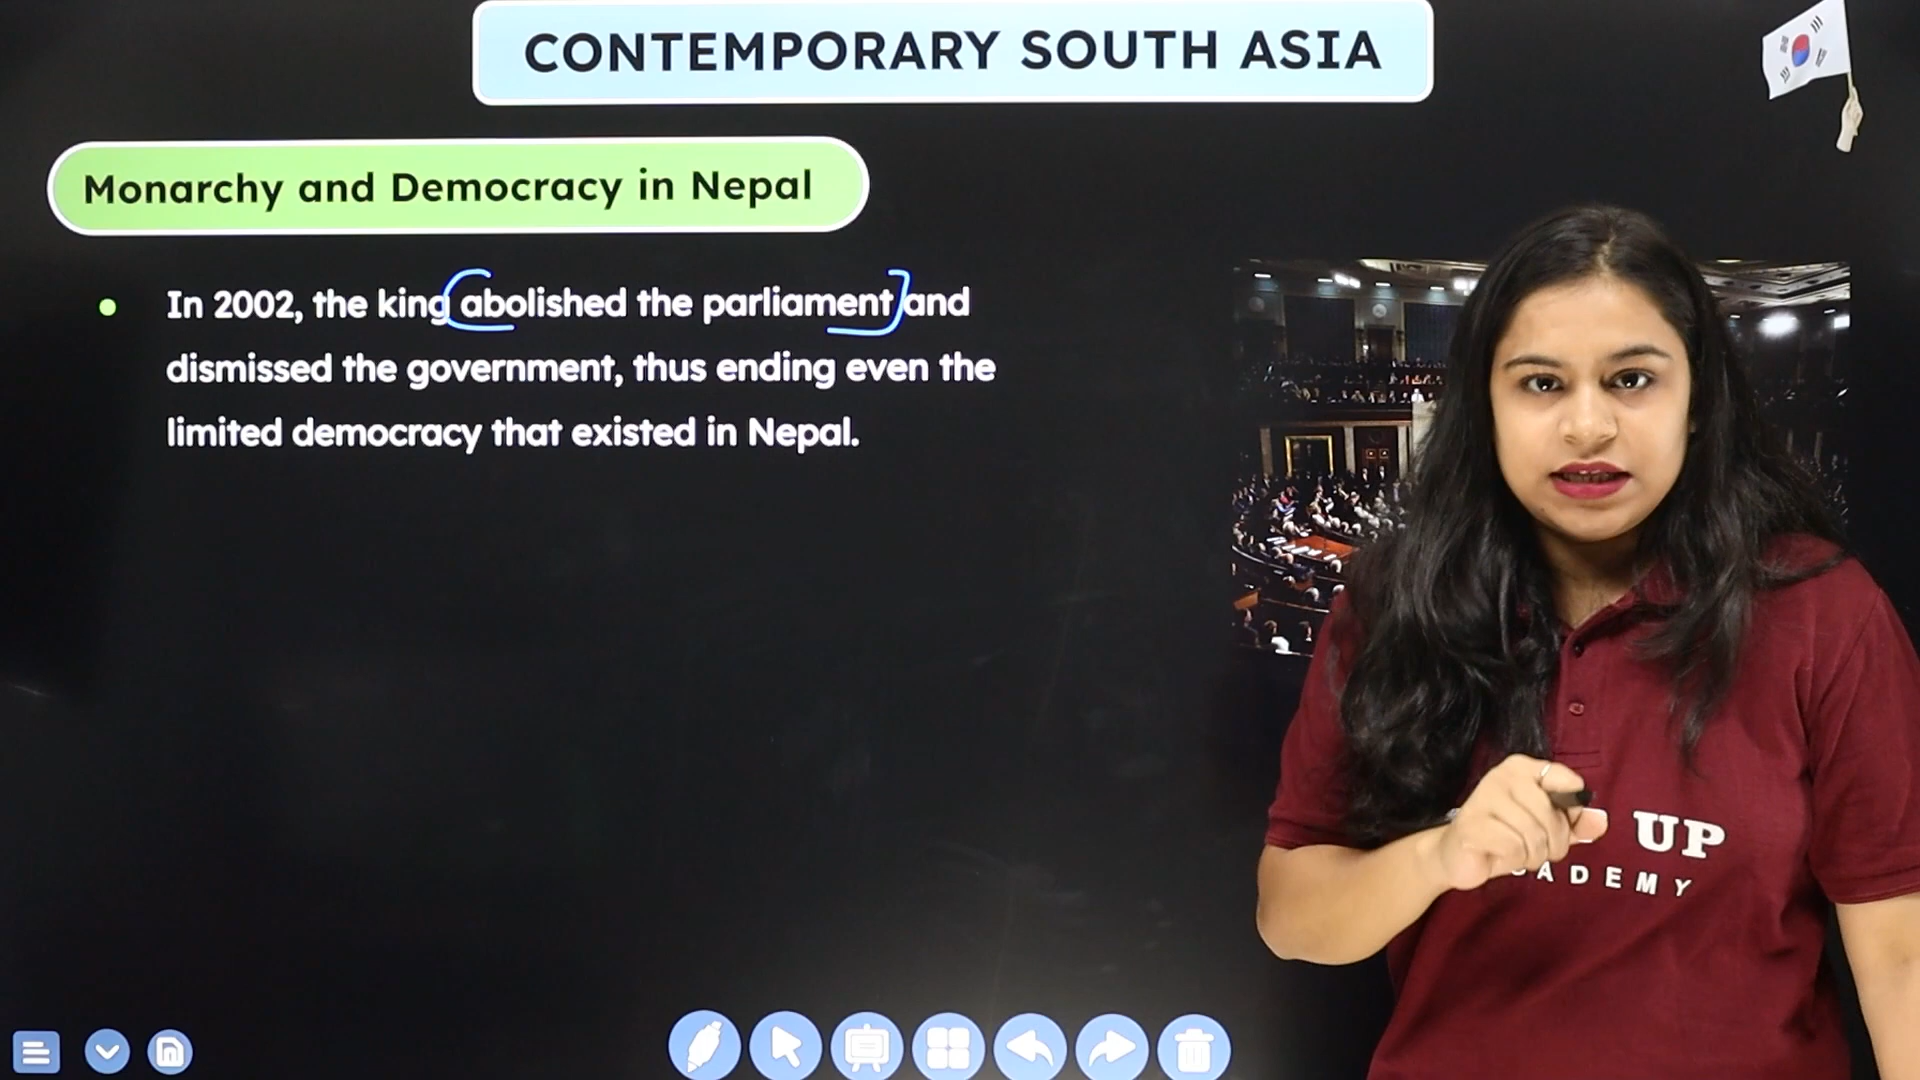 CONTEMPORARY SOUTH ASIA
Monarchy and Democracy in Nepal
In 2002, the king abolished the parliament and
dismissed the government, thus ending even the
limited democracy that existed in Nepal.
UP
ADEMY